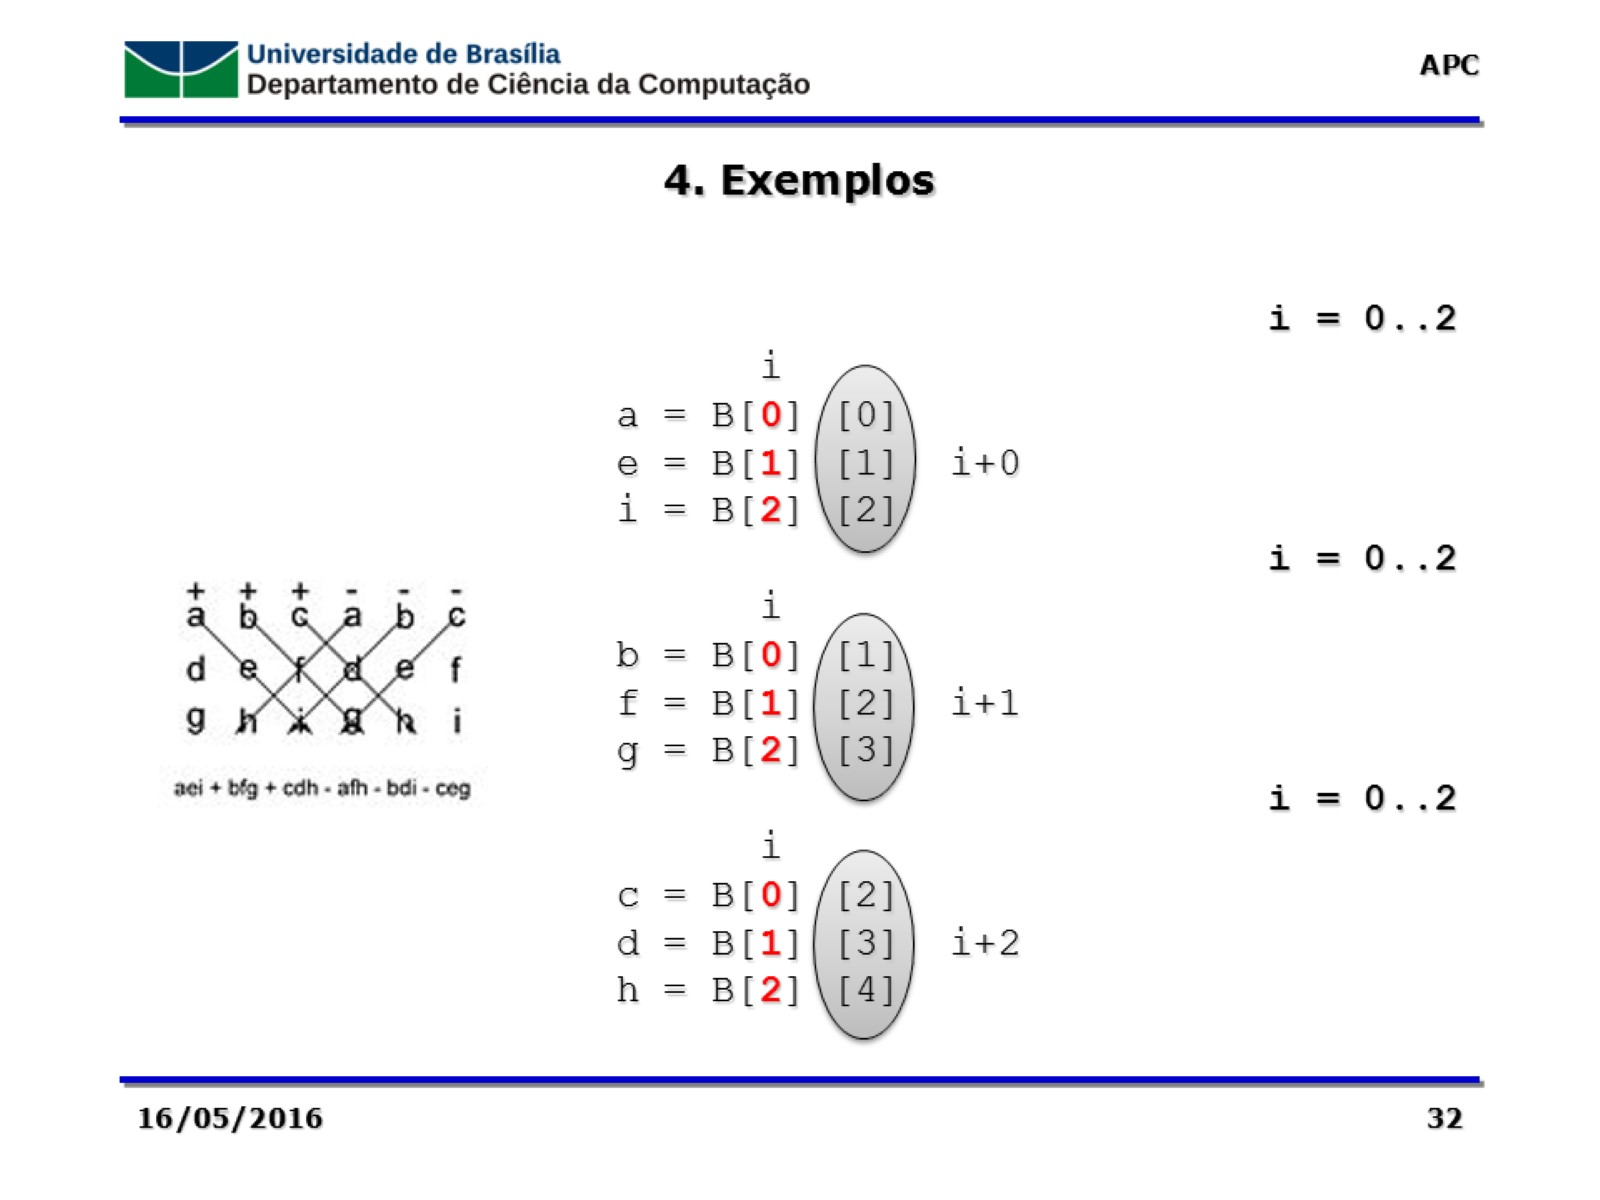 Universidade de Brasília
Departamento de Ciência da Computação
APC
4. Exemplos
i = 0..2
i
a = B[0] [0]
e = B[1] [1] i+0
i = B[2] [2]
i = 0..2
i
b = B[0] [1]
f = B[1] [2] i+1
g = B[2] [3]
i = 0..2
i
c = B[0] [2]
d = B[1] [3] i+2
h = B[2] [4]
+ + + - - -
a b c a b c
d e f d e f
g h i g h i
aei + bfg + cdh - afh - bdi - ceg
16/05/2016
32